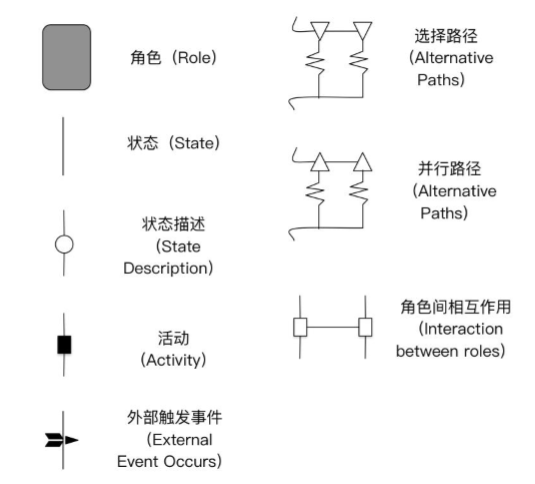 角色（Role）
状态（State）
状态描述
（State
Description）
活动
（Activity）
外部触发事件
（External
Event Occurs）
选择路径
（Alternative
Paths）
并行路径
（Alternative
Paths）
角色间相互作用
（Interaction
between roles）